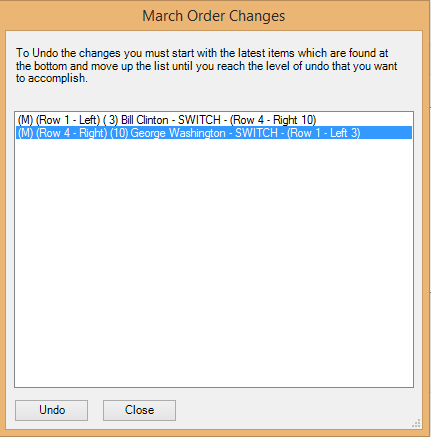 March Order Changes
To Undo the changes you must start with the latest items which are found at
the bottom and move up the list until you reach the level of undo that you want
to accomplish.
(M) (Row 1 - Left) ( 3) Bill Clinton - SWITCH - (Row 4 - Right 10)
(M) (Row 4 - Right) (10) George Washington - SWITCH - (Row 1 - Left 3)
Undo
Close